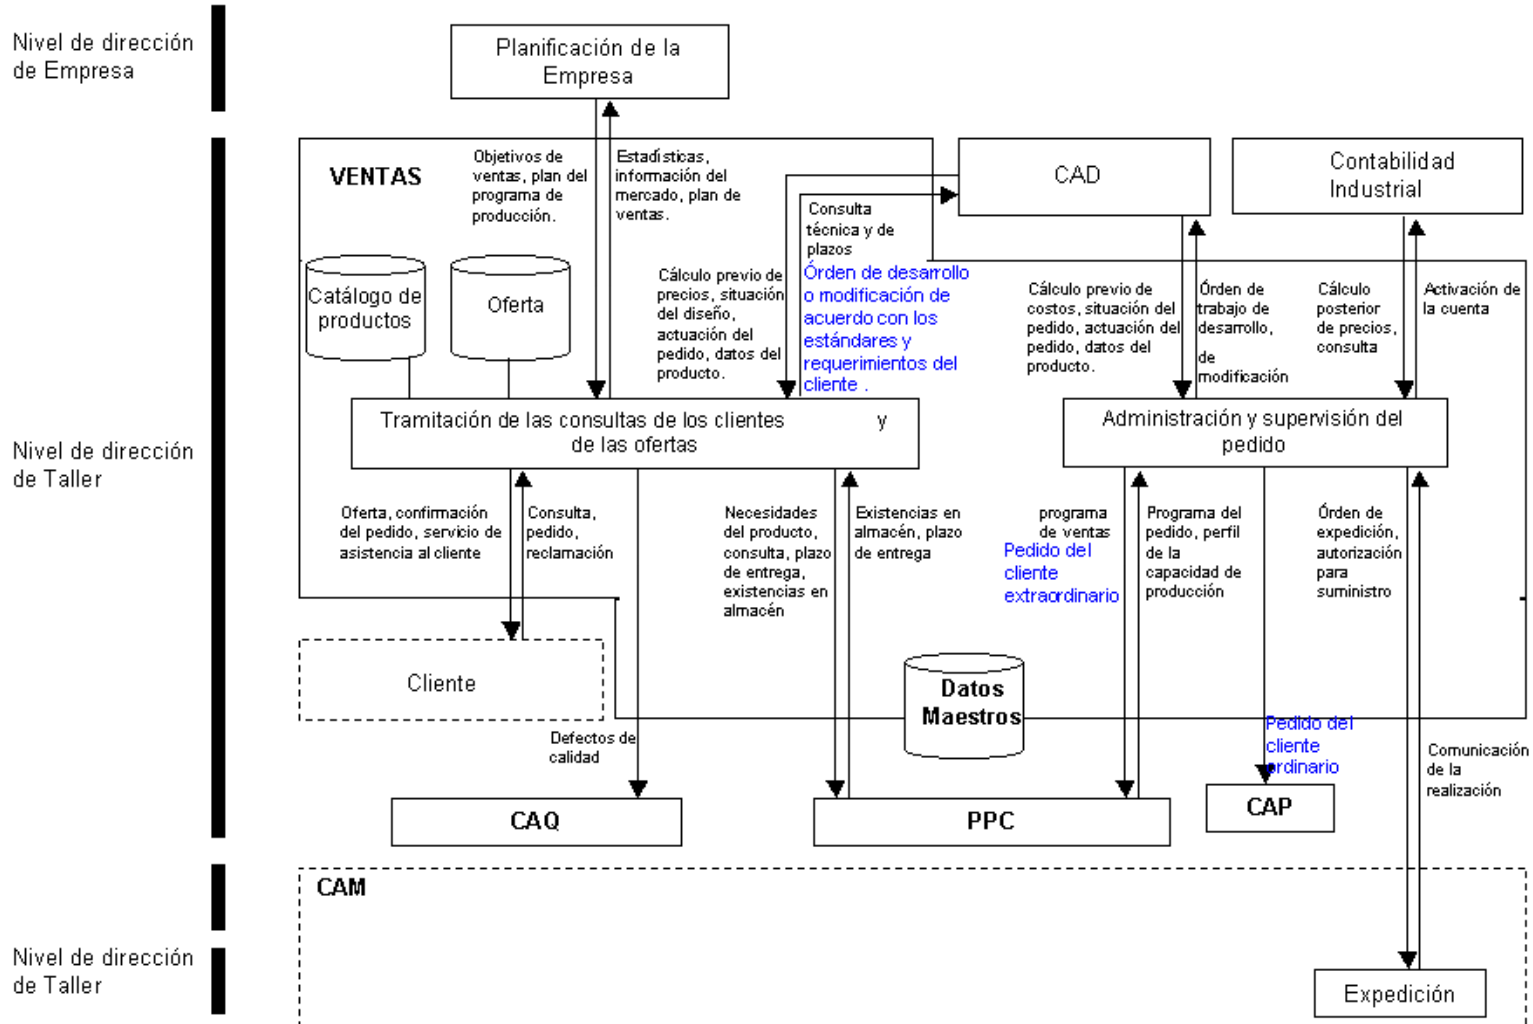 Nivel de dirección
de Empresa
Planificación de la
Empresa
VENTAS
Objetivos de
ventas, plan del
programa de
producción.
Estadísticas,
información del
mercado, plan de
ventas.
CAD
Contabilidad
Industrial
Consulta
técnica y de
plazos
Órden de desarrollo
o modificación de
acuerdo con los
estándares y
requerimientos del
cliente .
Catálogo de
productos
Oferta
Cálculo previo de
precios, situación
del diseño,
actuación del
pedido, datos del
producto.
Cálculo previo de
costos, situación del
pedido, actuación del
pedido, datos del
producto.
Órden de
trabajo de
desarrollo,
de
modificación
Cálculo
posterior
de precios,
consulta
Activación de
la cuenta
Tramitación de las consultas de los clientes y
de las ofertas
Administración y supervisión del
pedido
Nivel de dirección
de Taller
Oferta, confirmación
del pedido, servicio de
asistencia al cliente
Consulta,
pedido,
reclamación
Necesidades
del producto,
consulta, plazo
de entrega,
existencias en
almacén
Existencias en
almacén, plazo
de entrega
programa
de ventas
Pedido del
cliente
extraordinario
Programa del
pedido, perfil
de la
capacidad de
producción
Órden de
expedición,
autorización
para
suministro
Cliente
Datos
Maestros
Defectos de
calidad
Pedido del
cliente
ordinario
Comunicación
de la
realización
CAQ
PPC
CAP
CAM
Nivel de dirección
de Taller
Expedición